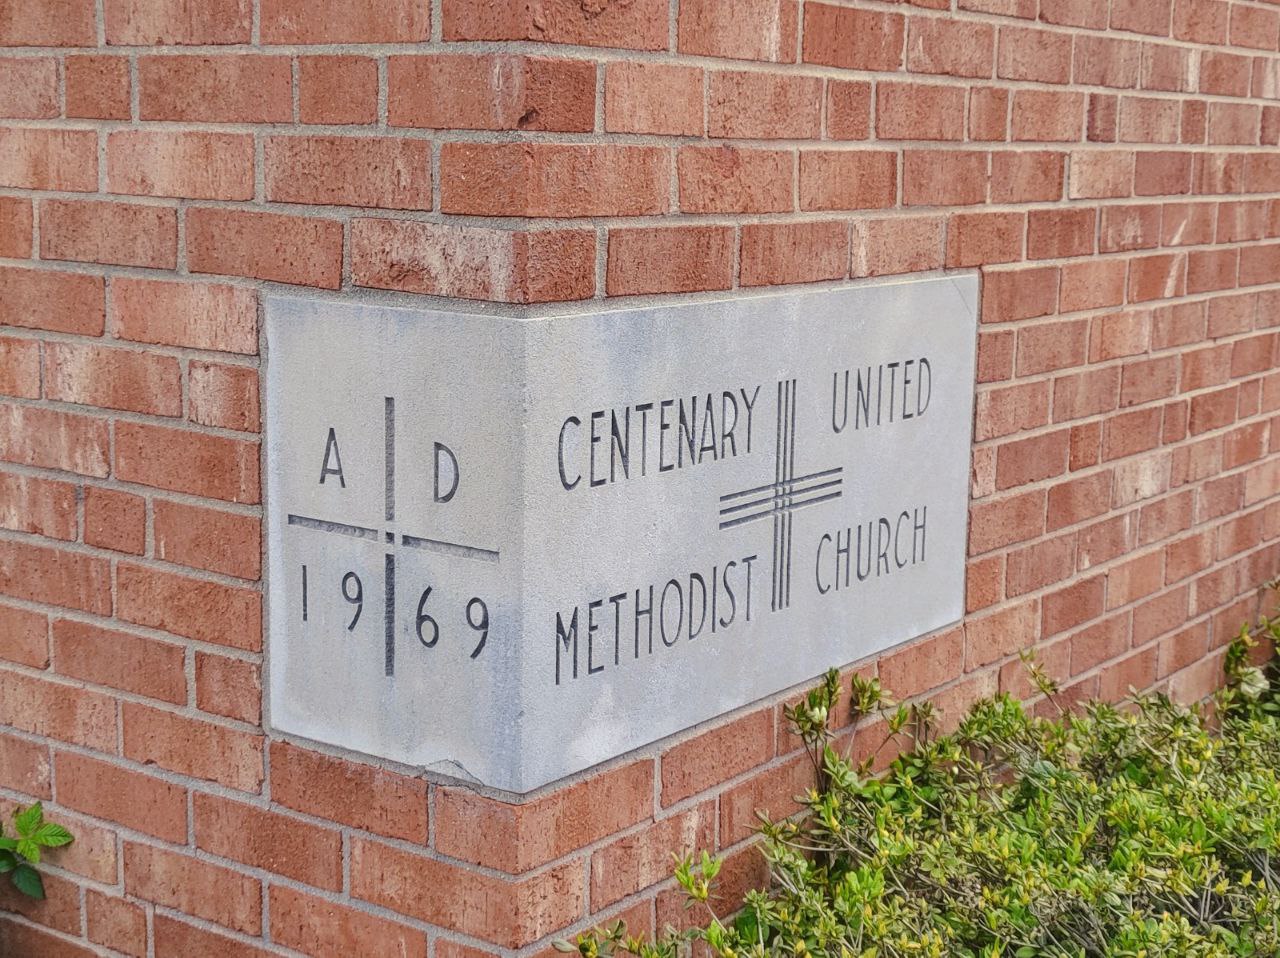 A D
1969
CENTENARY UNITED
METHODIST CHURCH